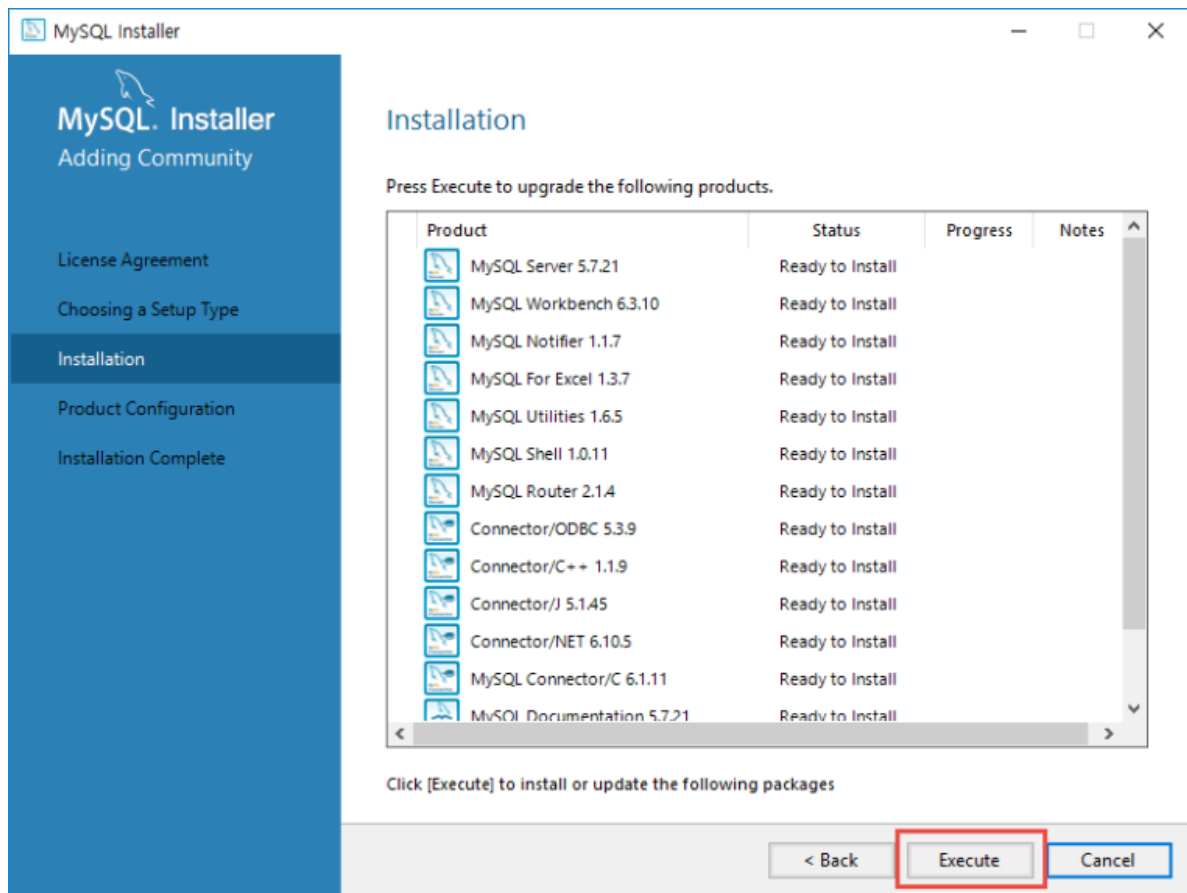 MySQL Installer
MySQL. Installer
Adding Community
License Agreement
Choosing a Setup Type
Installation
Product Configuration
Installation Complete
Installation
Press Execute to upgrade the following products.
Product Status Progress Notes
MySQL Server 5.7.21 Ready to Install
MySQL Workbench 6.3.10 Ready to Install
MySQL Notifier 1.1.7 Ready to Install
MySQL For Excel 1.3.7 Ready to Install
MySQL Utilities 1.6.5 Ready to Install
MySQL Shell 1.0.11 Ready to Install
MySQL Router 2.1.4 Ready to Install
Connector/ODBC 5.3.9 Ready to Install
Connector/C++ 1.1.9 Ready to Install
Connector/J 5.1.45 Ready to Install
Connector/NET 6.10.5 Ready to Install
MySQL Connector/C 6.1.11 Ready to Install
MySQL Documentation 5.7.21 Ready to Install
Click [Execute] to install or update the following packages
< Back Execute Cancel